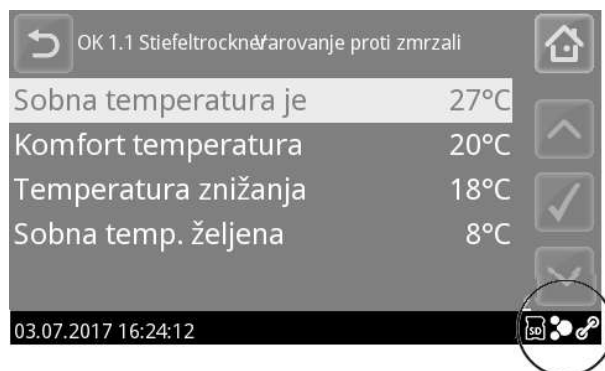 OK 1.1 Stiefeltrockner Varovanje proti zmrzali
Sobna temperatura je 27°C
Komfort temperatura 20°C
Temperatura znižanja 18°C
Sobna temp. željena 8°C
03.07.2017 16:24:12 SD